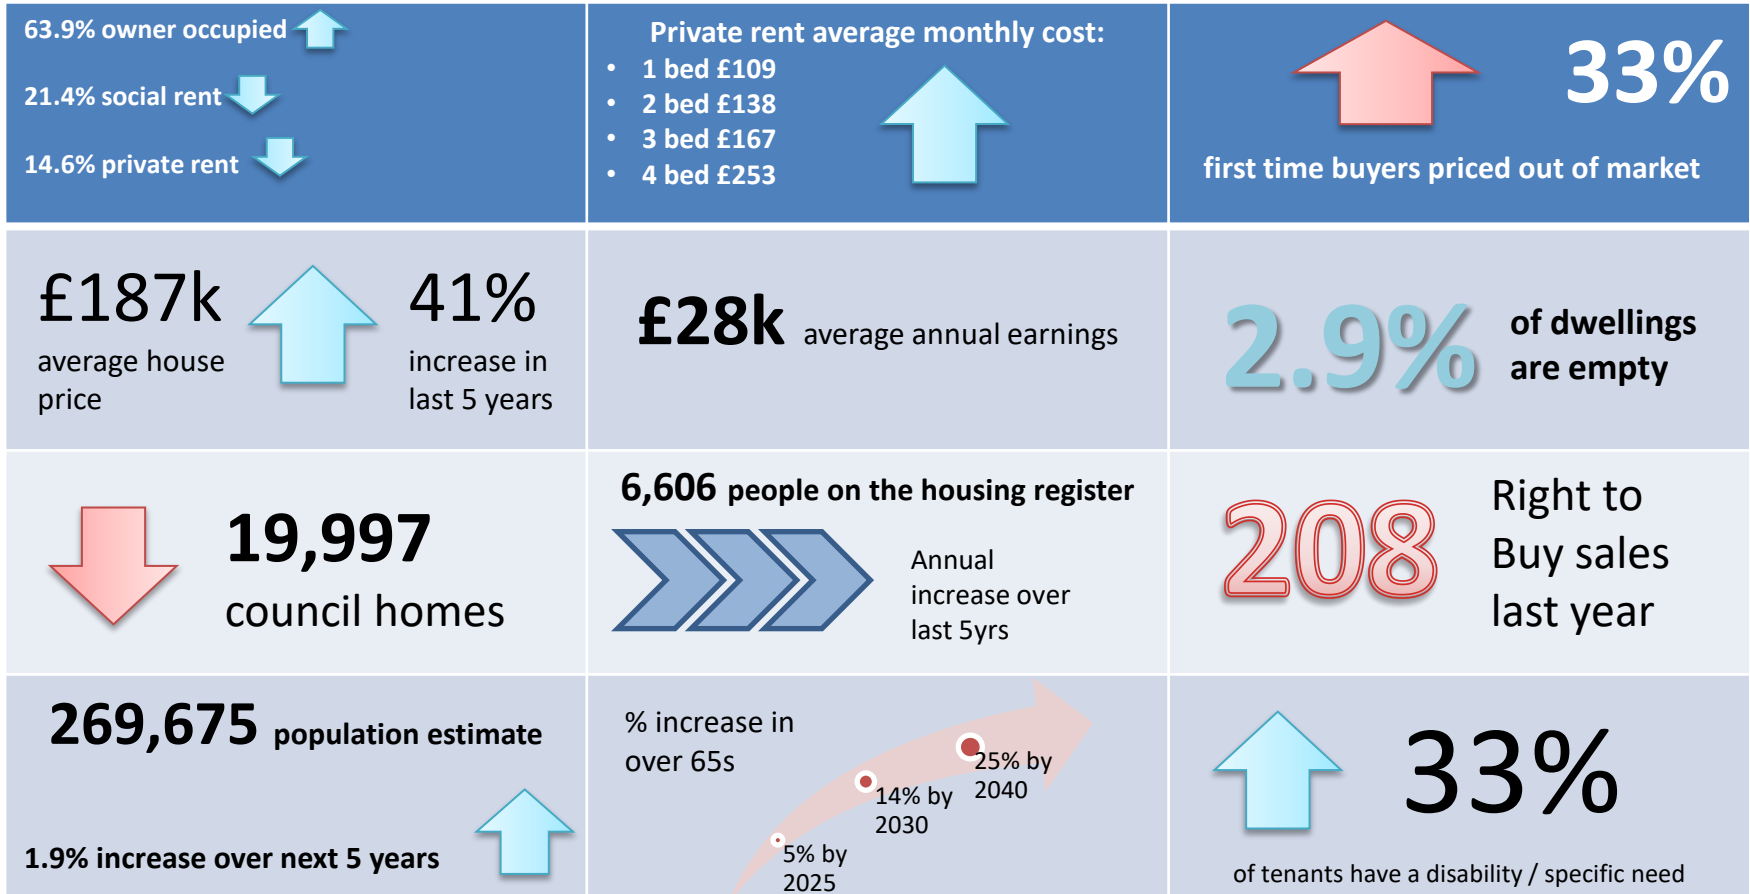 63.9% owner occupied
21.4% social rent
14.6% private rent
Private rent average monthly cost:
• 1 bed £109
• 2 bed £138
• 3 bed £167
• 4 bed £253
33%
first time buyers priced out of market
£187k
average house
price
41%
increase in
last 5 years
£28k average annual earnings
2.9%
of dwellings
are empty
19,997
council homes
6,606 people on the housing register
Annual
increase over
last 5yrs
208
Right to
Buy sales
last year
269,675 population estimate
1.9% increase over next 5 years
% increase in
over 65s
5% by
2025
14% by
2030
25% by
2040
33%
of tenants have a disability / specific need